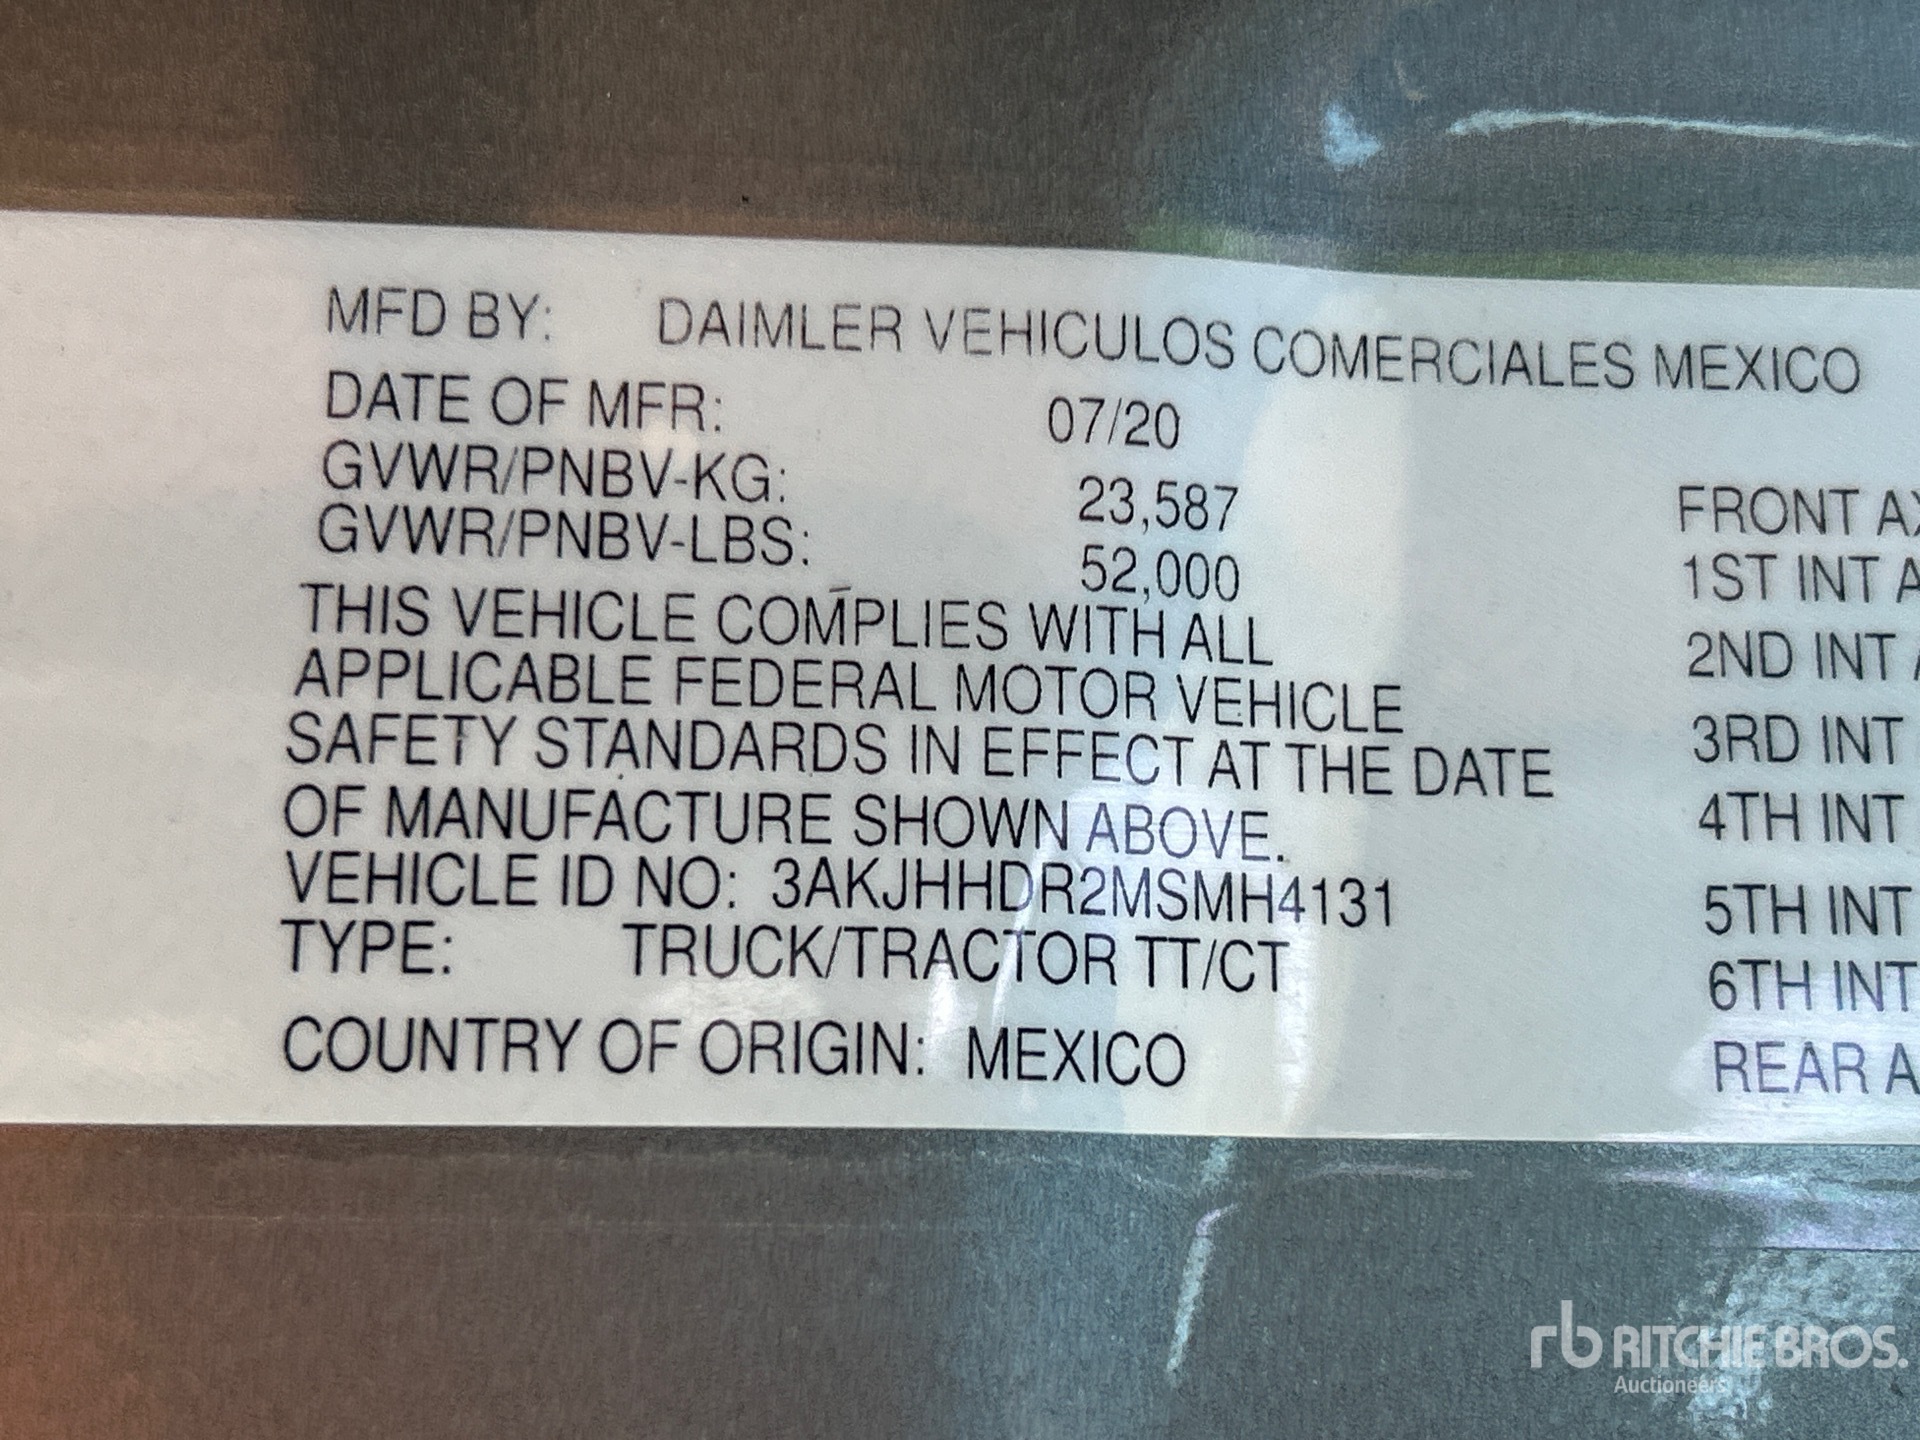 MFD BY: DAIMLER VEHICULOS COMERCIALES MEXICO
DATE OF MFR: 07/20
GVWR/PNBV-KG: 23,587
GVWR/PNBV-LBS: 52,000
THIS VEHICLE COMPLIES WITH ALL
APPLICABLE FEDERAL MOTOR VEHICLE
SAFETY STANDARDS IN EFFECT AT THE DATE
OF MANUFACTURE SHOWN ABOVE.
VEHICLE ID NO: 3AKJHHDR2MSMH4131
TYPE: TRUCK/TRACTOR TT/CT
COUNTRY OF ORIGIN: MEXICO
FRONT
1ST INT
2ND INT
3RD INT
4TH INT
5TH INT
6TH INT
REAR
rb RITCHIE BROS.
Auctioneers